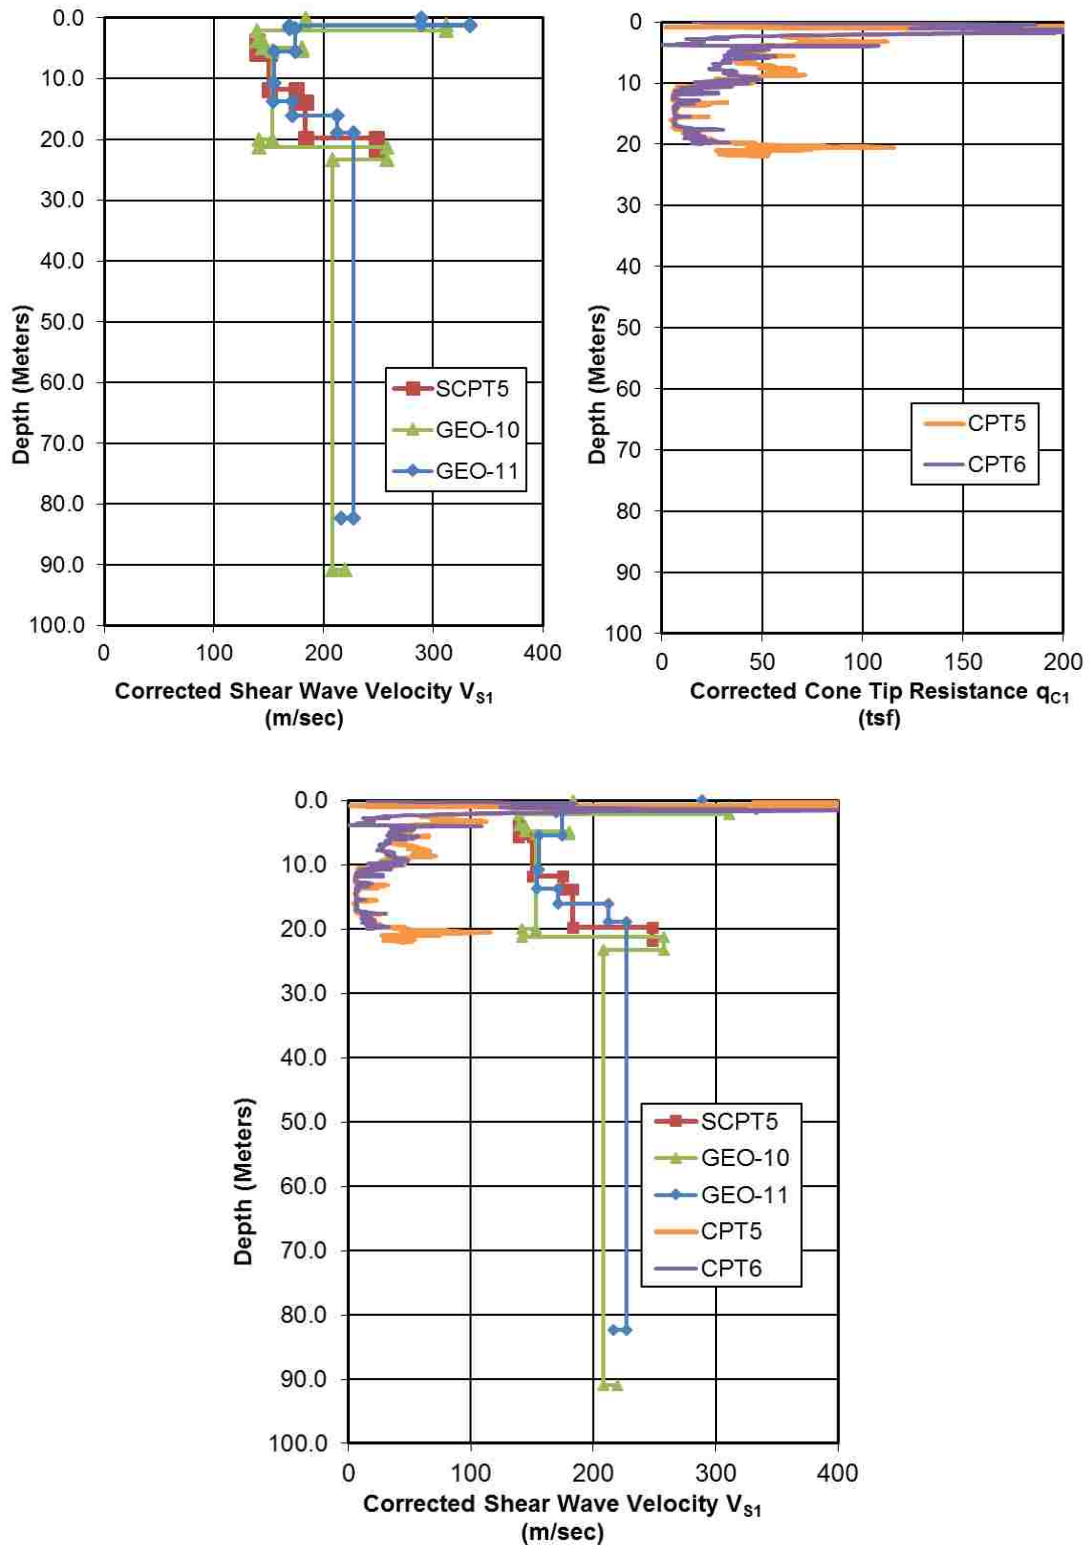 0.0
10.0
20.0
30.0
40.0
50.0
60.0
70.0
80.0
90.0
100.0
Depth (Meters)
SCPT5
GEO-10
GEO-11
0 100 200 300 400
Corrected Shear Wave Velocity VS1
(m/sec)
0
10
20
30
40
50
60
70
80
90
100
Depth (Meters)
CPT5
CPT6
0 50 100 150 200
Corrected Cone Tip Resistance qC1
(tsf)
0.0
10.0
20.0
30.0
40.0
50.0
60.0
70.0
80.0
90.0
100.0
Depth (Meters)
SCPT5
GEO-10
GEO-11
CPT5
CPT6
0 100 200 300 400
Corrected Shear Wave Velocity VS1
(m/sec)